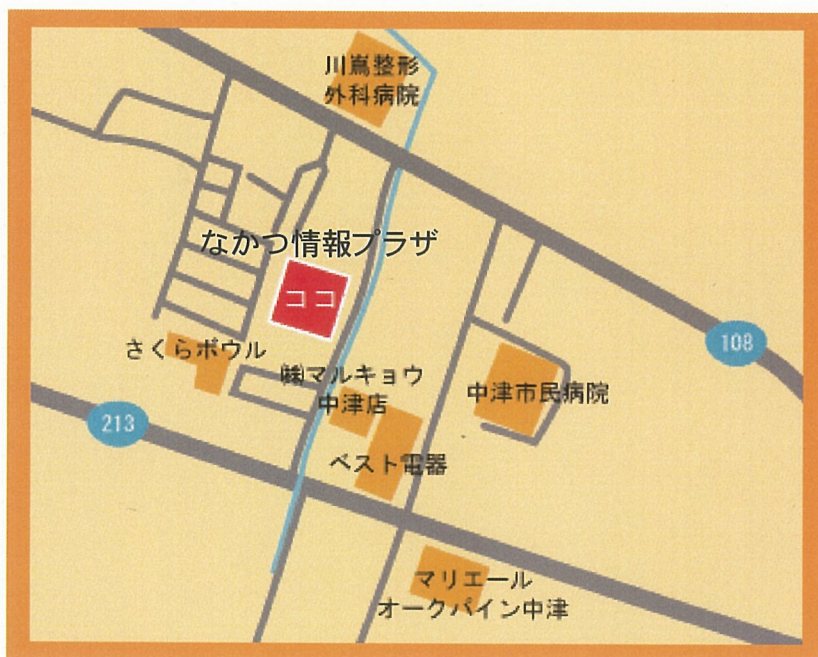 川嶌整形
外科病院
なかつ情報プラザ
ココ
108
さくらボウル
㈱マルキョウ
中津店
中津市民病院
213
ベスト電器
マリエール
オークパイン中津